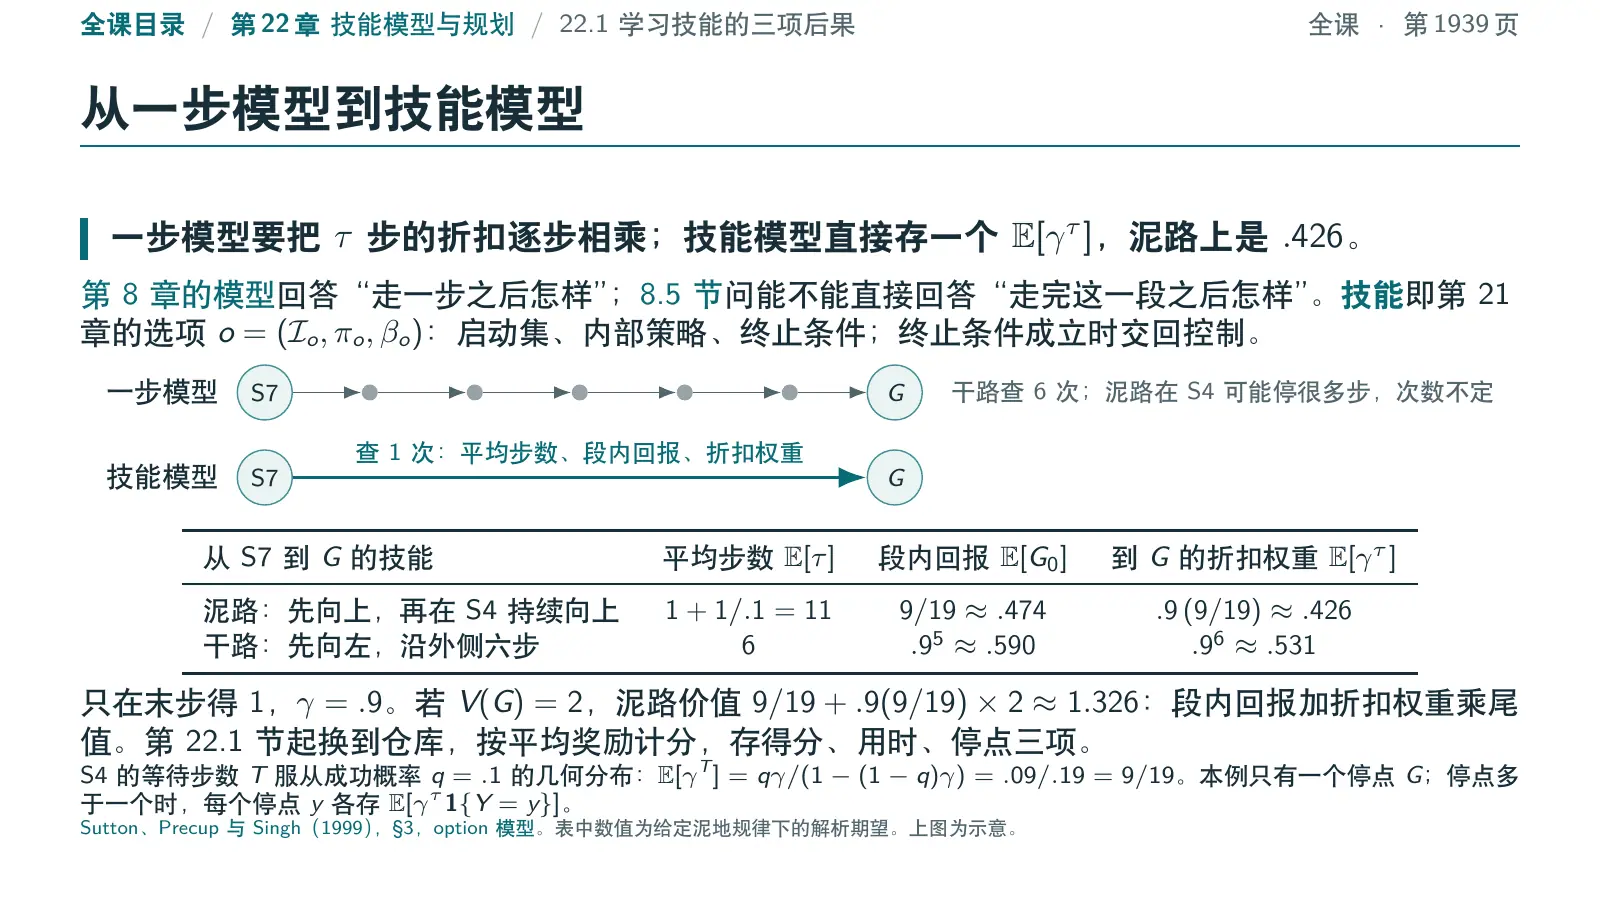 全课目录 / 第 22 章 技能模型与规划 / 22.1 学习技能的三项后果
全课 · 第 1939 页
从一步模型到技能模型
一步模型要把 τ 步的折扣逐步相乘；技能模型直接存一个 𝔼[γ^τ]，泥路上是 .426。
第 8 章的模型回答“走一步之后怎样”；8.5 节问能不能直接回答“走完这一段之后怎样”。技能即第 21
章的选项 o = (ℐ_o, π_o, β_o)：启动集、内部策略、终止条件；终止条件成立时交回控制。
一步模型 S7 G 干路查 6 次；泥路在 S4 可能停很多步，次数不定
查 1 次：平均步数、段内回报、折扣权重
技能模型 S7 G
从 S7 到 G 的技能 平均步数 𝔼[τ] 段内回报 𝔼[G₀] 到 G 的折扣权重 𝔼[γ^τ]
泥路：先向上，再在 S4 持续向上 1 + 1/.1 = 11 9/19 ≈ .474 .9 (9/19) ≈ .426
干路：先向左，沿外侧六步 6 .9⁵ ≈ .590 .9⁶ ≈ .531
只在末步得 1，γ = .9。若 V(G) = 2，泥路价值 9/19 + .9(9/19) × 2 ≈ 1.326：段内回报加折扣权重乘尾
值。第 22.1 节起换到仓库，按平均奖励计分，存得分、用时、停点三项。
S4 的等待步数 T 服从成功概率 q = .1 的几何分布：𝔼[γ^T] = qγ/(1 − (1 − q)γ) = .09/.19 = 9/19。本例只有一个停点 G；停点多
于一个时，每个停点 y 各存 𝔼[γ^τ 𝟏{Y = y}]。
Sutton、Precup 与 Singh（1999），§3，option 模型。表中数值为给定泥地规律下的解析期望。上图为示意。